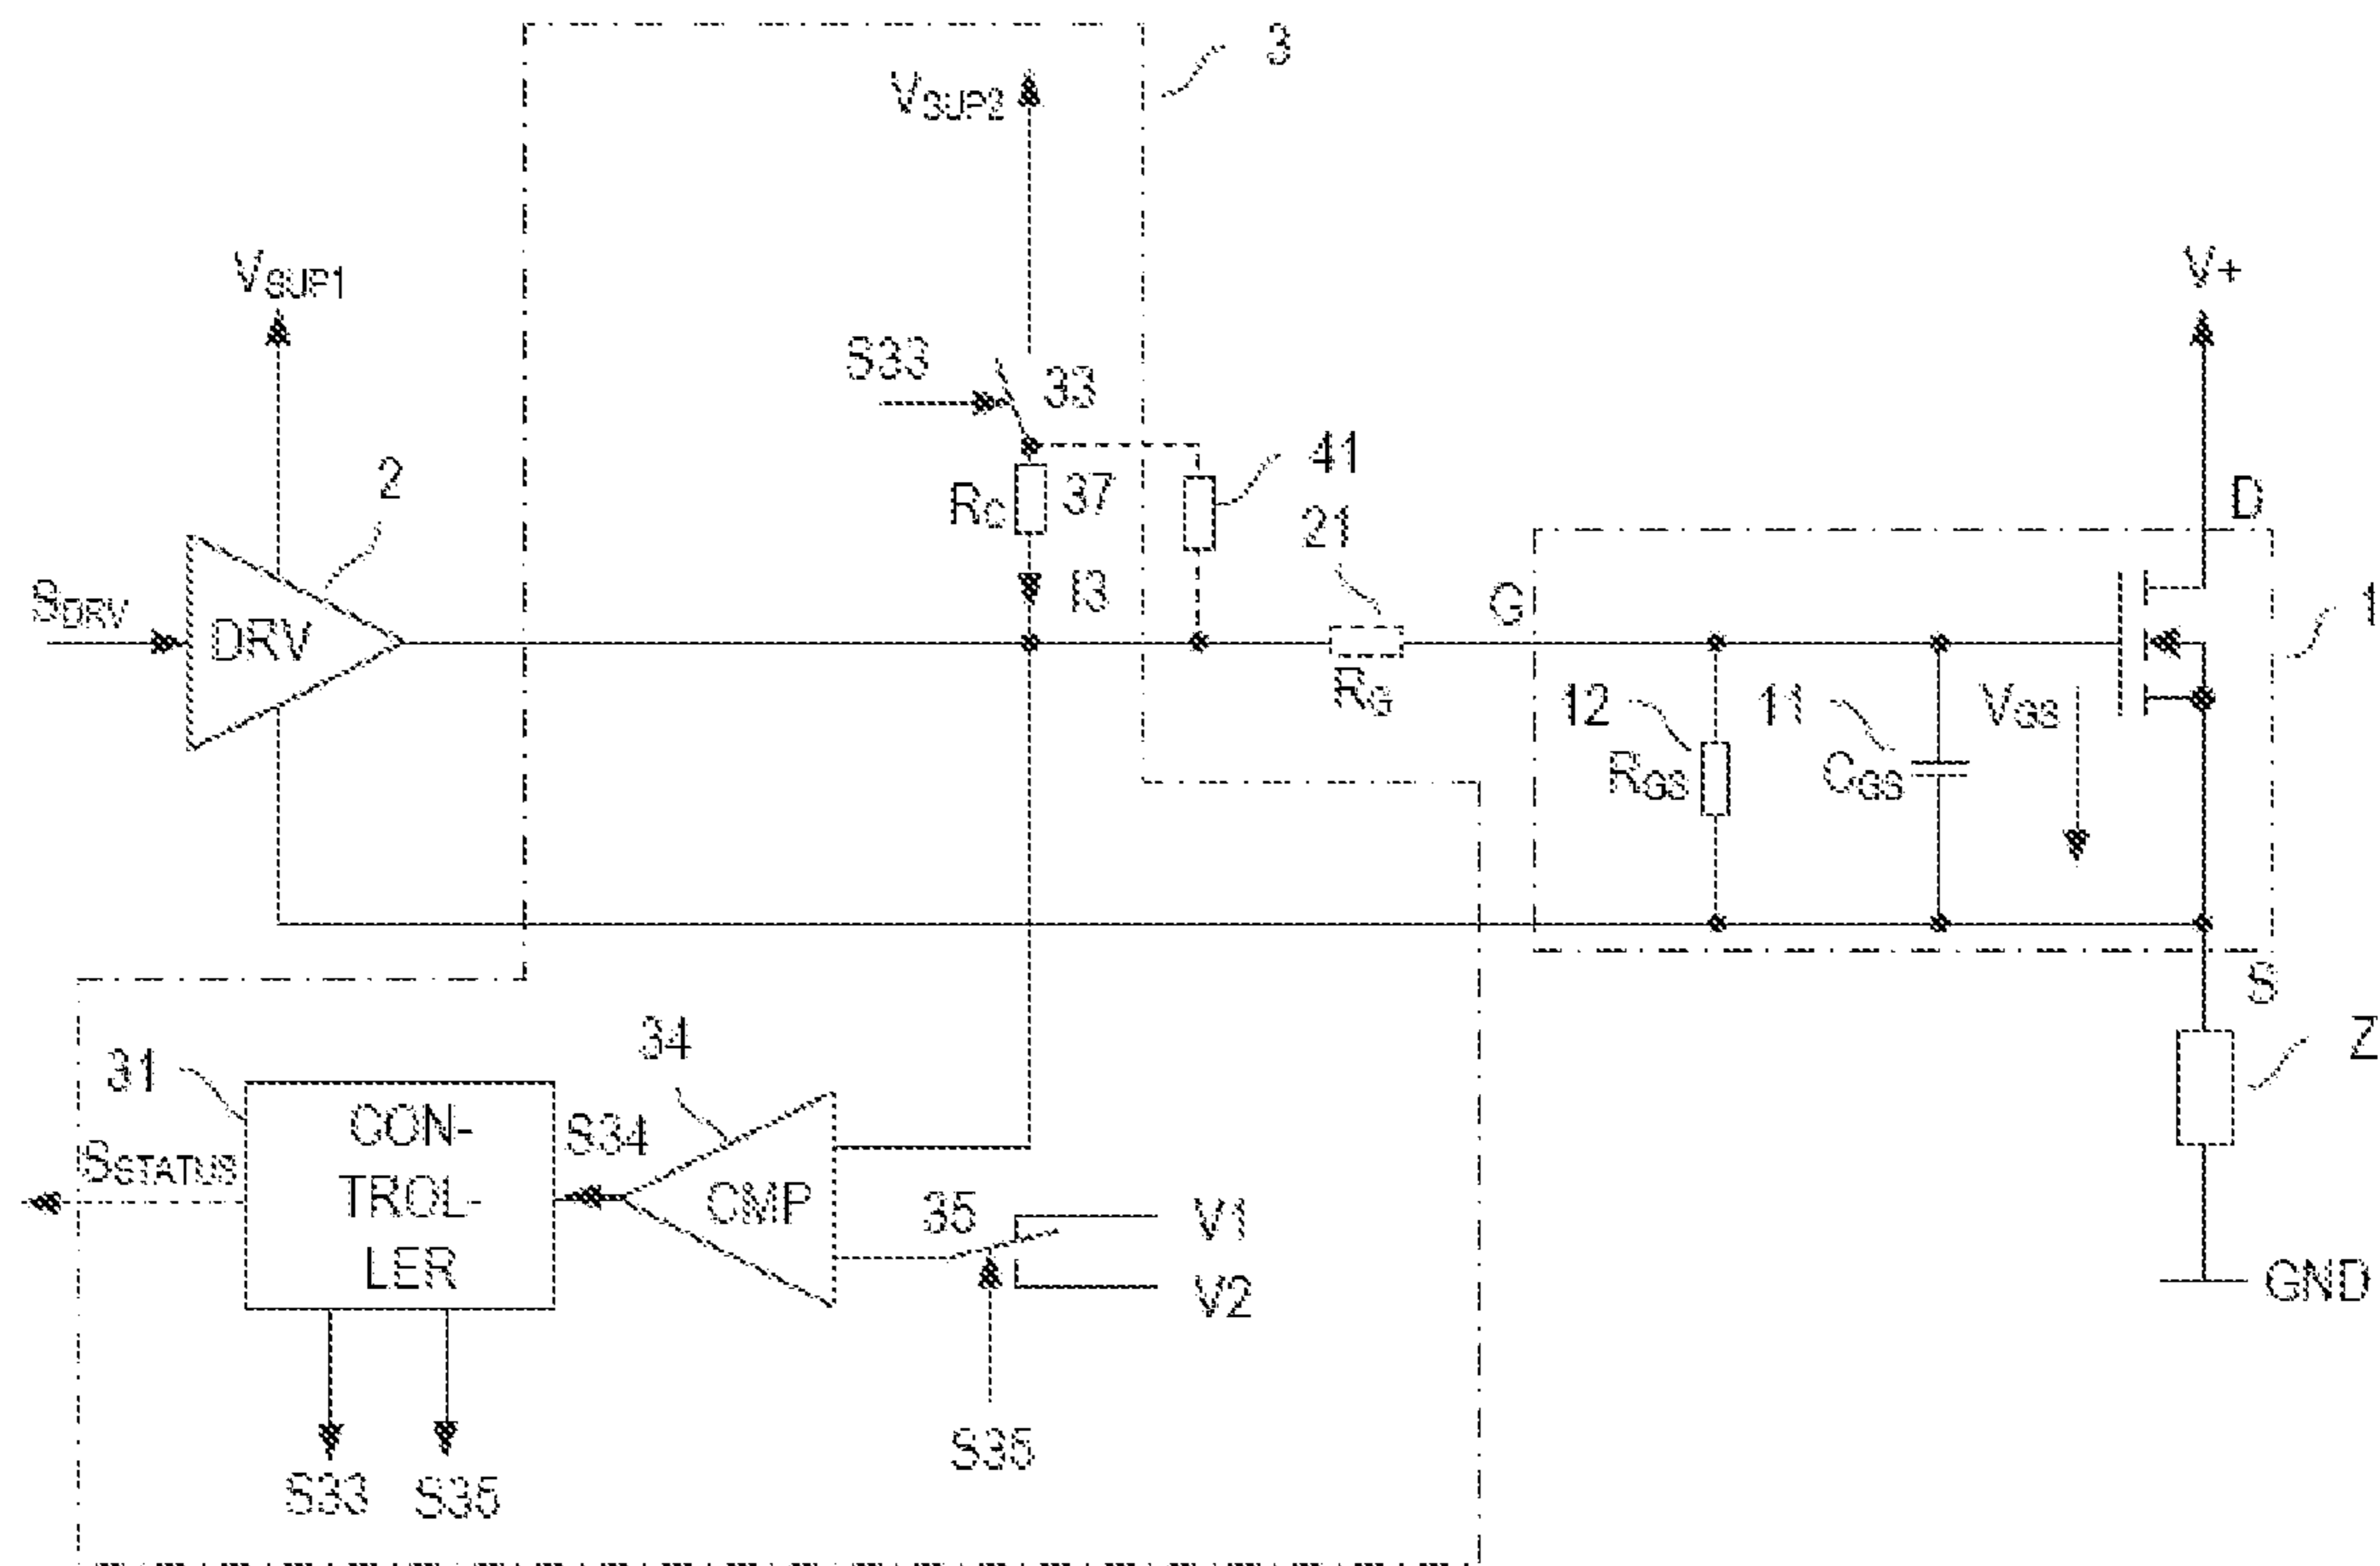 3
VSUP2
VSUP1
V+
S33
33
41
D
2
RC
37
21
SDRV
DRV
I3
G
1
RG
12
11
VGS
RGS
CGS
S
34
Z
31
CON-
TROL-
LER
S34
SSTATUS
CMP
35
V1
V2
GND
S35
S33
S35